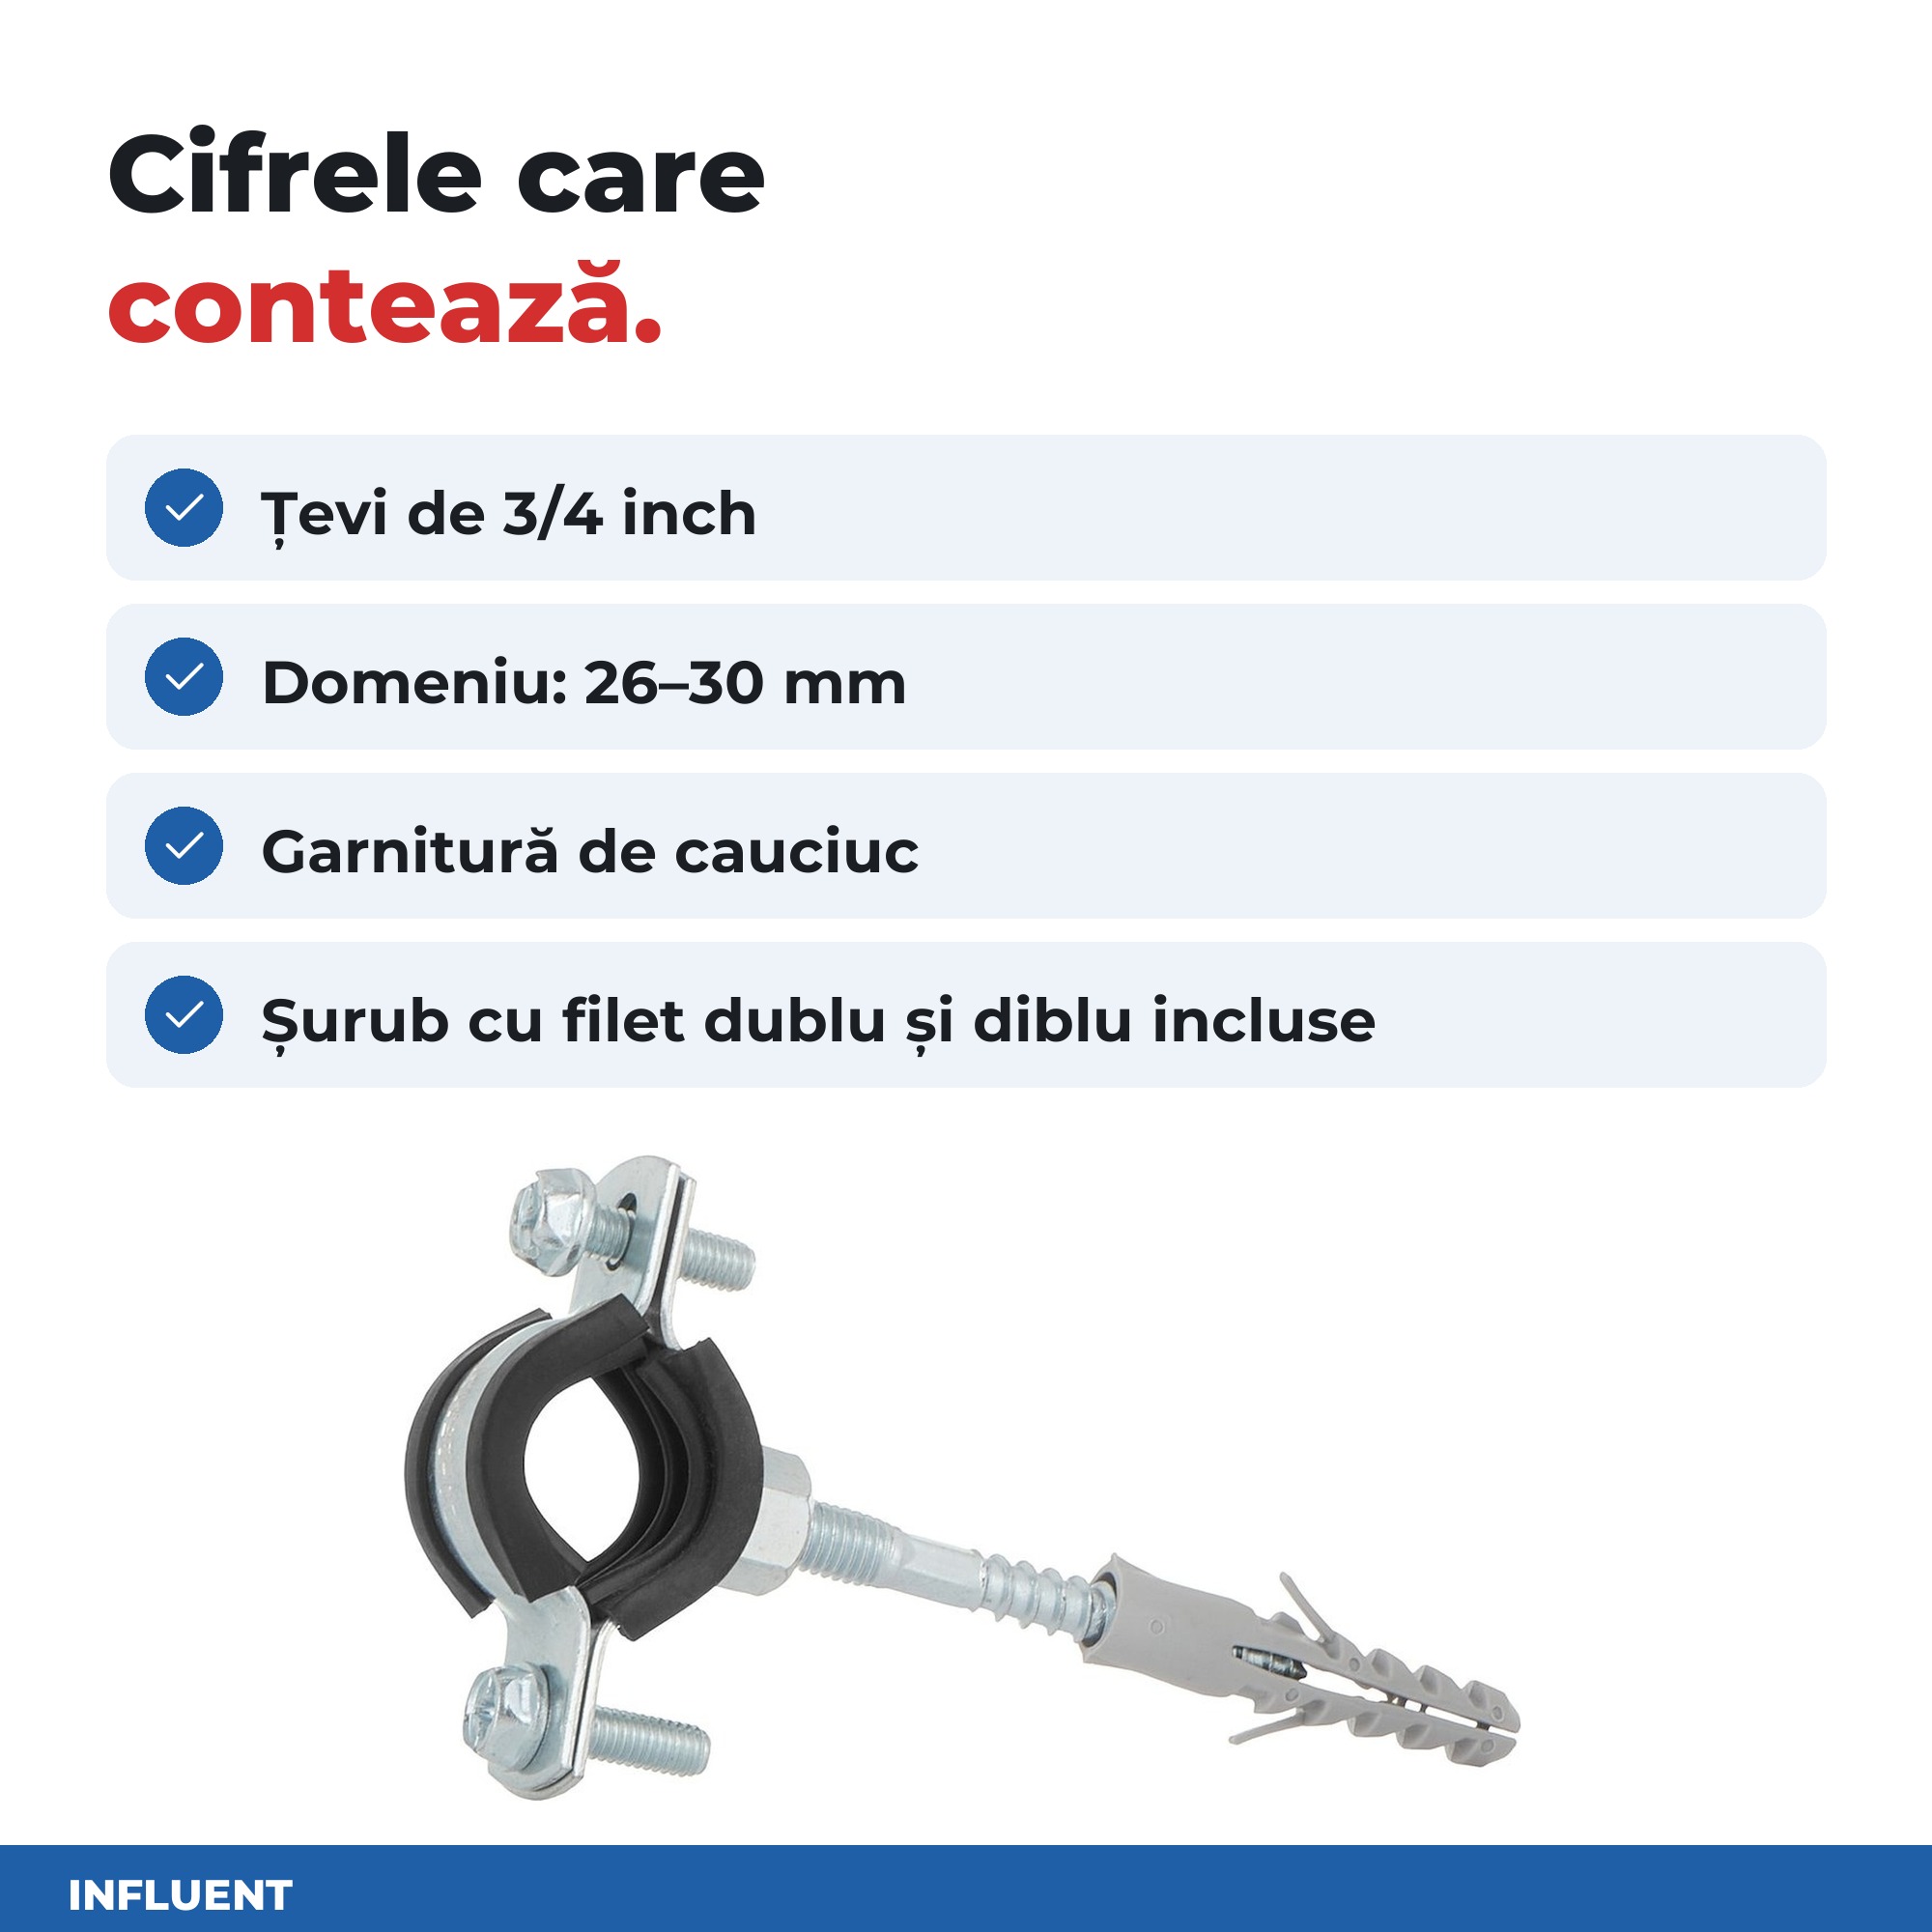 Cifrele care
contează.
Țevi de 3/4 inch
Domeniu: 26–30 mm
Garnitură de cauciuc
Șurub cu filet dublu și diblu incluse
INFLUENT